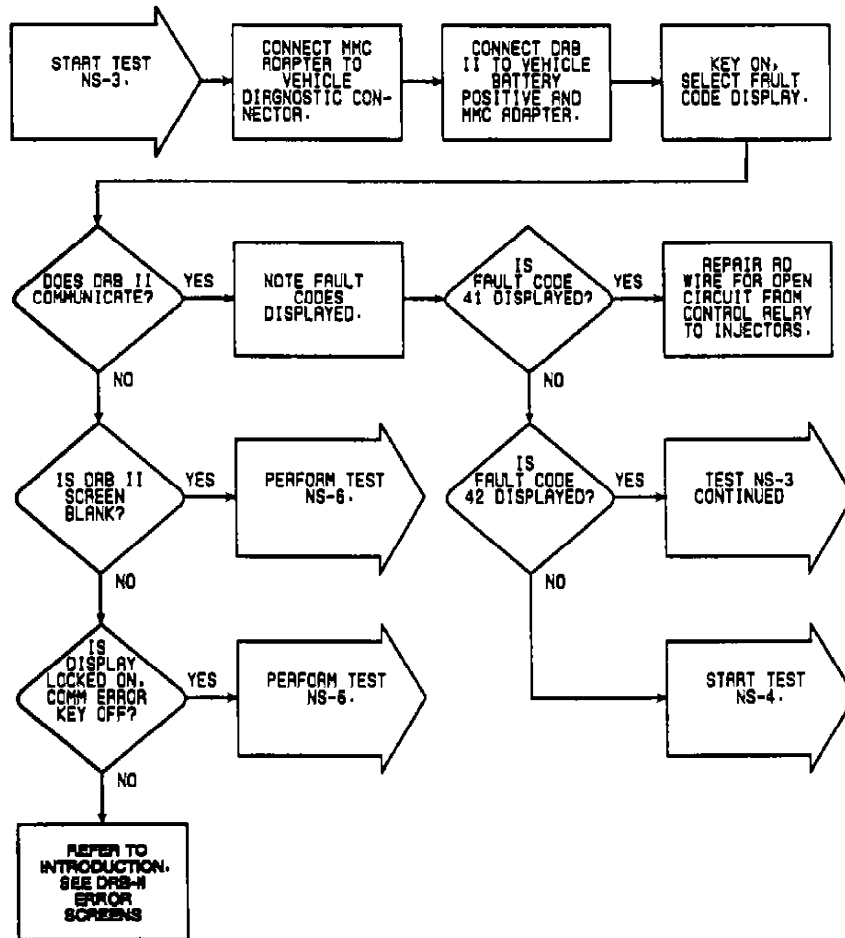 START TEST
NS-3.
CONNECT MMC
ADAPTER TO
VEHICLE
DIAGNOSTIC CON-
NECTOR.
CONNECT DRB
II TO VEHICLE
BATTERY
POSITIVE AND
MMC ADAPTER.
KEY ON,
SELECT FAULT
CODE DISPLAY.
DOES DRB II
COMMUNICATE?
YES
NOTE FAULT
CODES
DISPLAYED.
IS
FAULT CODE
41 DISPLAYED?
YES
REPAIR RD
WIRE FOR OPEN
CIRCUIT FROM
CONTROL RELAY
TO INJECTORS.
NO
NO
IS DRB II
SCREEN
BLANK?
YES
PERFORM TEST
NS-6.
IS
FAULT CODE
42 DISPLAYED?
YES
TEST NS-3
CONTINUED
NO
NO
IS
DISPLAY
LOCKED ON,
COMM ERROR
KEY OFF?
YES
PERFORM TEST
NS-6.
START TEST
NS-4.
NO
REFER TO
INTRODUCTION.
SEE DRB-II
ERROR
SCREENS